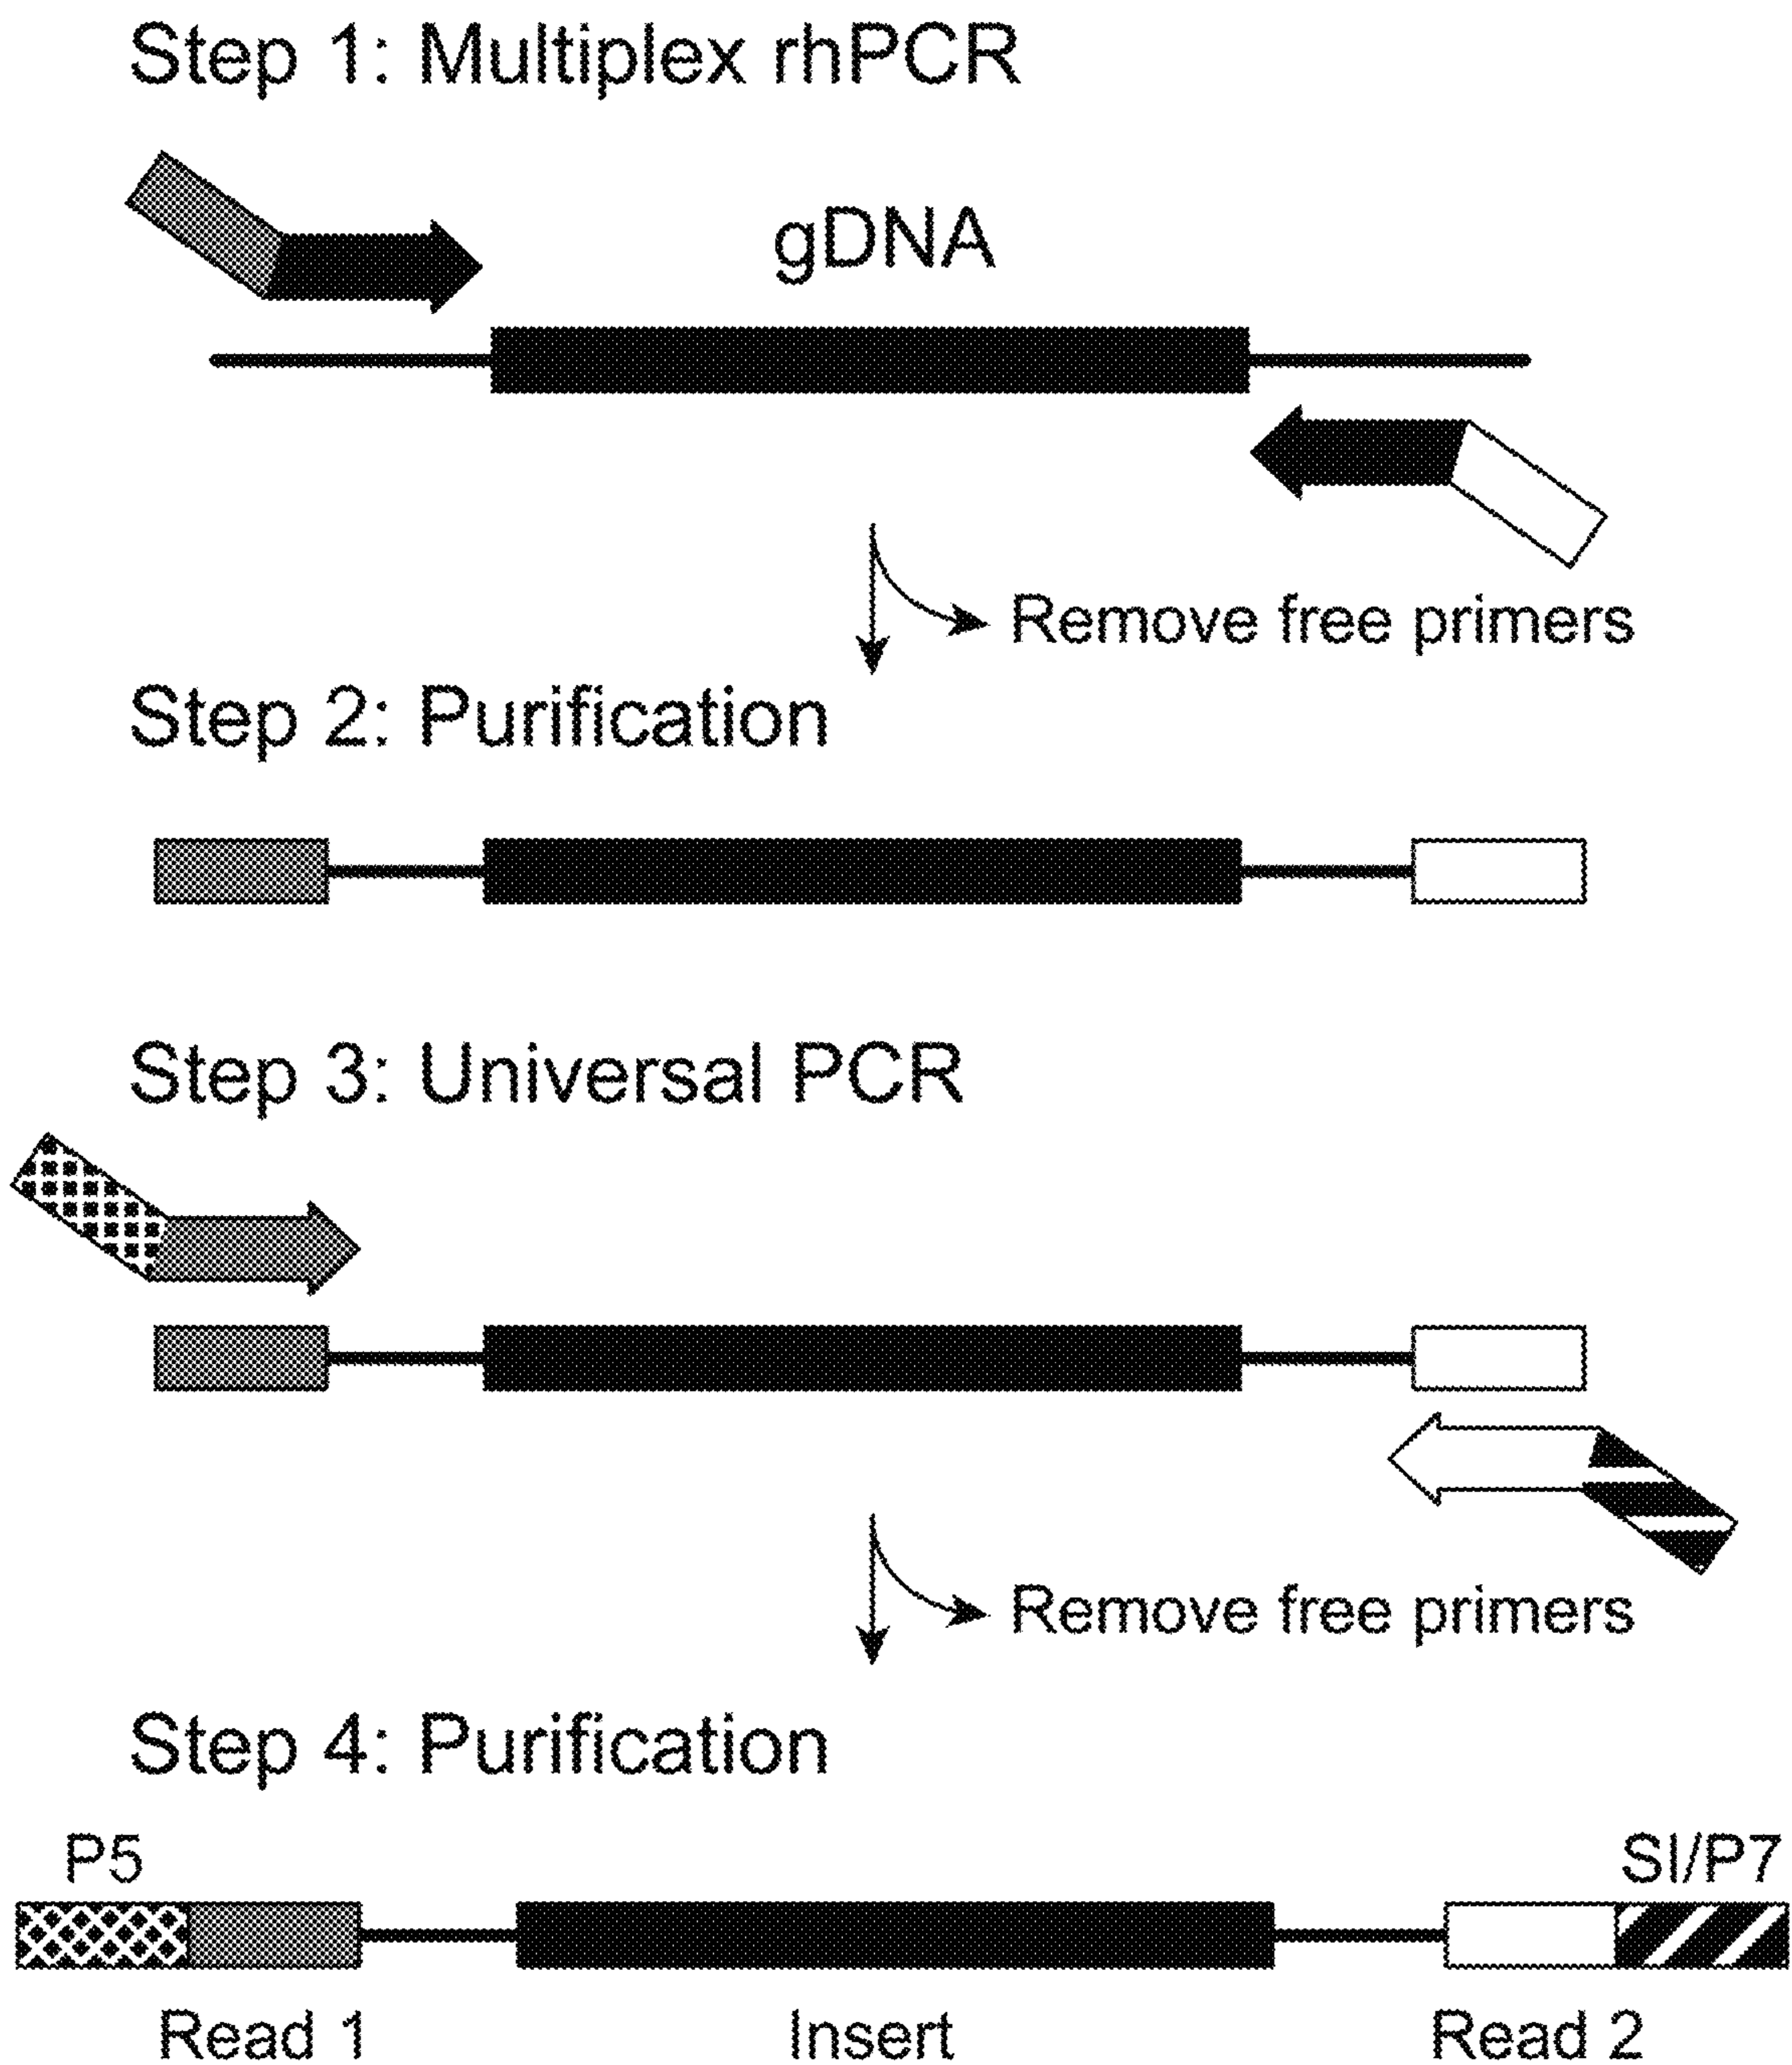 Step 1: Multiplex rhPCR
gDNA
Remove free primers
Step 2: Purification
Step 3: Universal PCR
Remove free primers
Step 4: Purification
P5
SI/P7
Read 1
Insert
Read 2